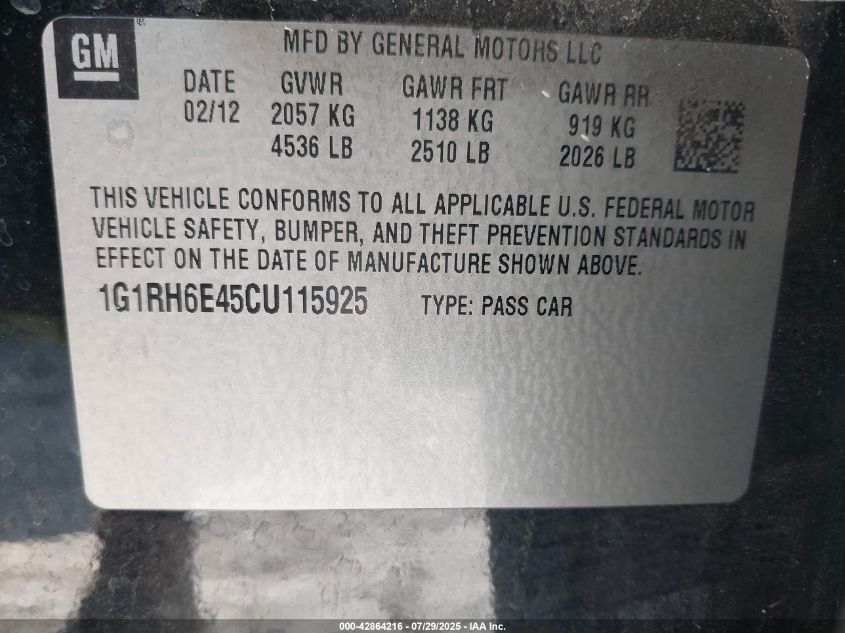 GM
MFD BY GENERAL MOTORS LLC
DATE GVWR GAWR FRT GAWR RR
02/12 2057 KG 1138 KG 919 KG
4536 LB 2510 LB 2026 LB
THIS VEHICLE CONFORMS TO ALL APPLICABLE U.S. FEDERAL MOTOR
VEHICLE SAFETY, BUMPER, AND THEFT PREVENTION STANDARDS IN
EFFECT ON THE DATE OF MANUFACTURE SHOWN ABOVE.
1G1RH6E45CU115925 TYPE: PASS CAR
000-42864216 - 07/29/2025 - IAA Inc.